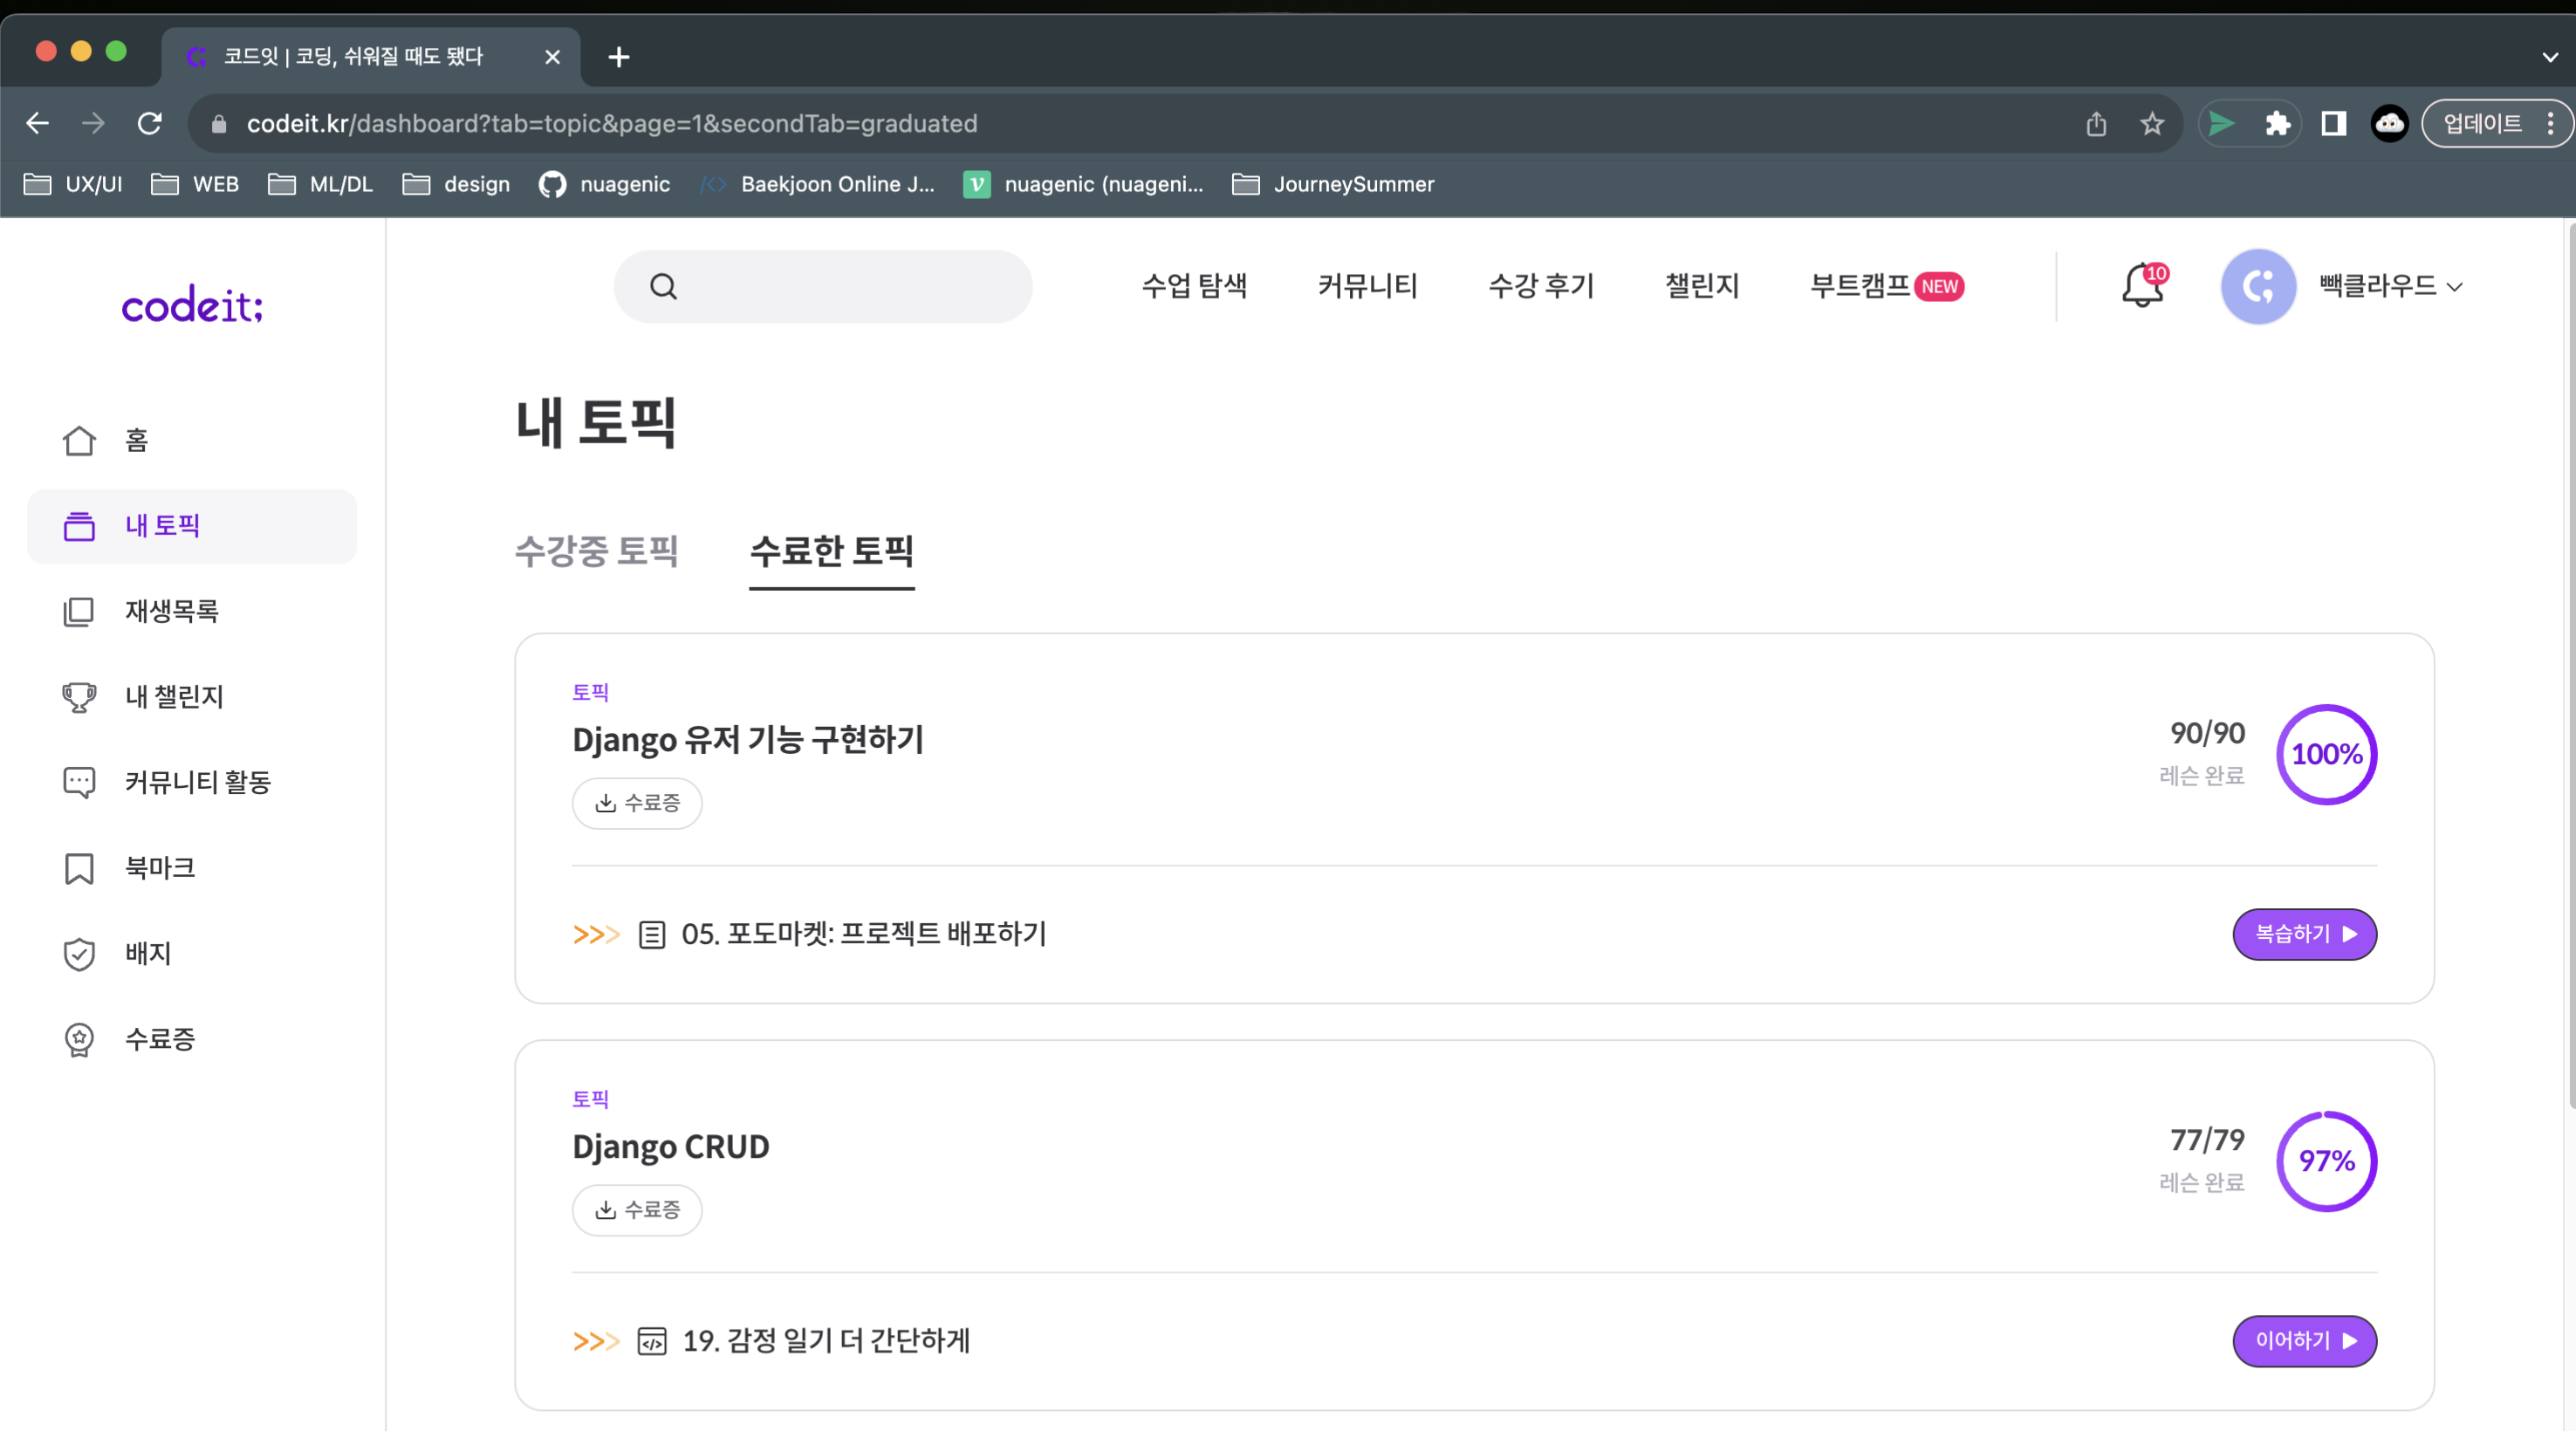 코드잇 | 코딩, 쉬워질 때도 됐다
codeit.kr/dashboard?tab=topic&page=1&secondTab=graduated
업데이트
UX/UI
WEB
ML/DL
design
nuagenic
Baekjoon Online J...
nuagenic (nuageni...
JourneySummer
codeit;
수업 탐색
커뮤니티
수강 후기
챌린지
부트캠프 NEW
10
빽클라우드
홈
내 토픽
재생목록
내 챌린지
커뮤니티 활동
북마크
배지
수료증
내 토픽
수강중 토픽
수료한 토픽
토픽
Django 유저 기능 구현하기
수료증
90/90
레슨 완료
100%
05. 포도마켓: 프로젝트 배포하기
복습하기
토픽
Django CRUD
수료증
77/79
레슨 완료
97%
19. 감정 일기 더 간단하게
이어하기